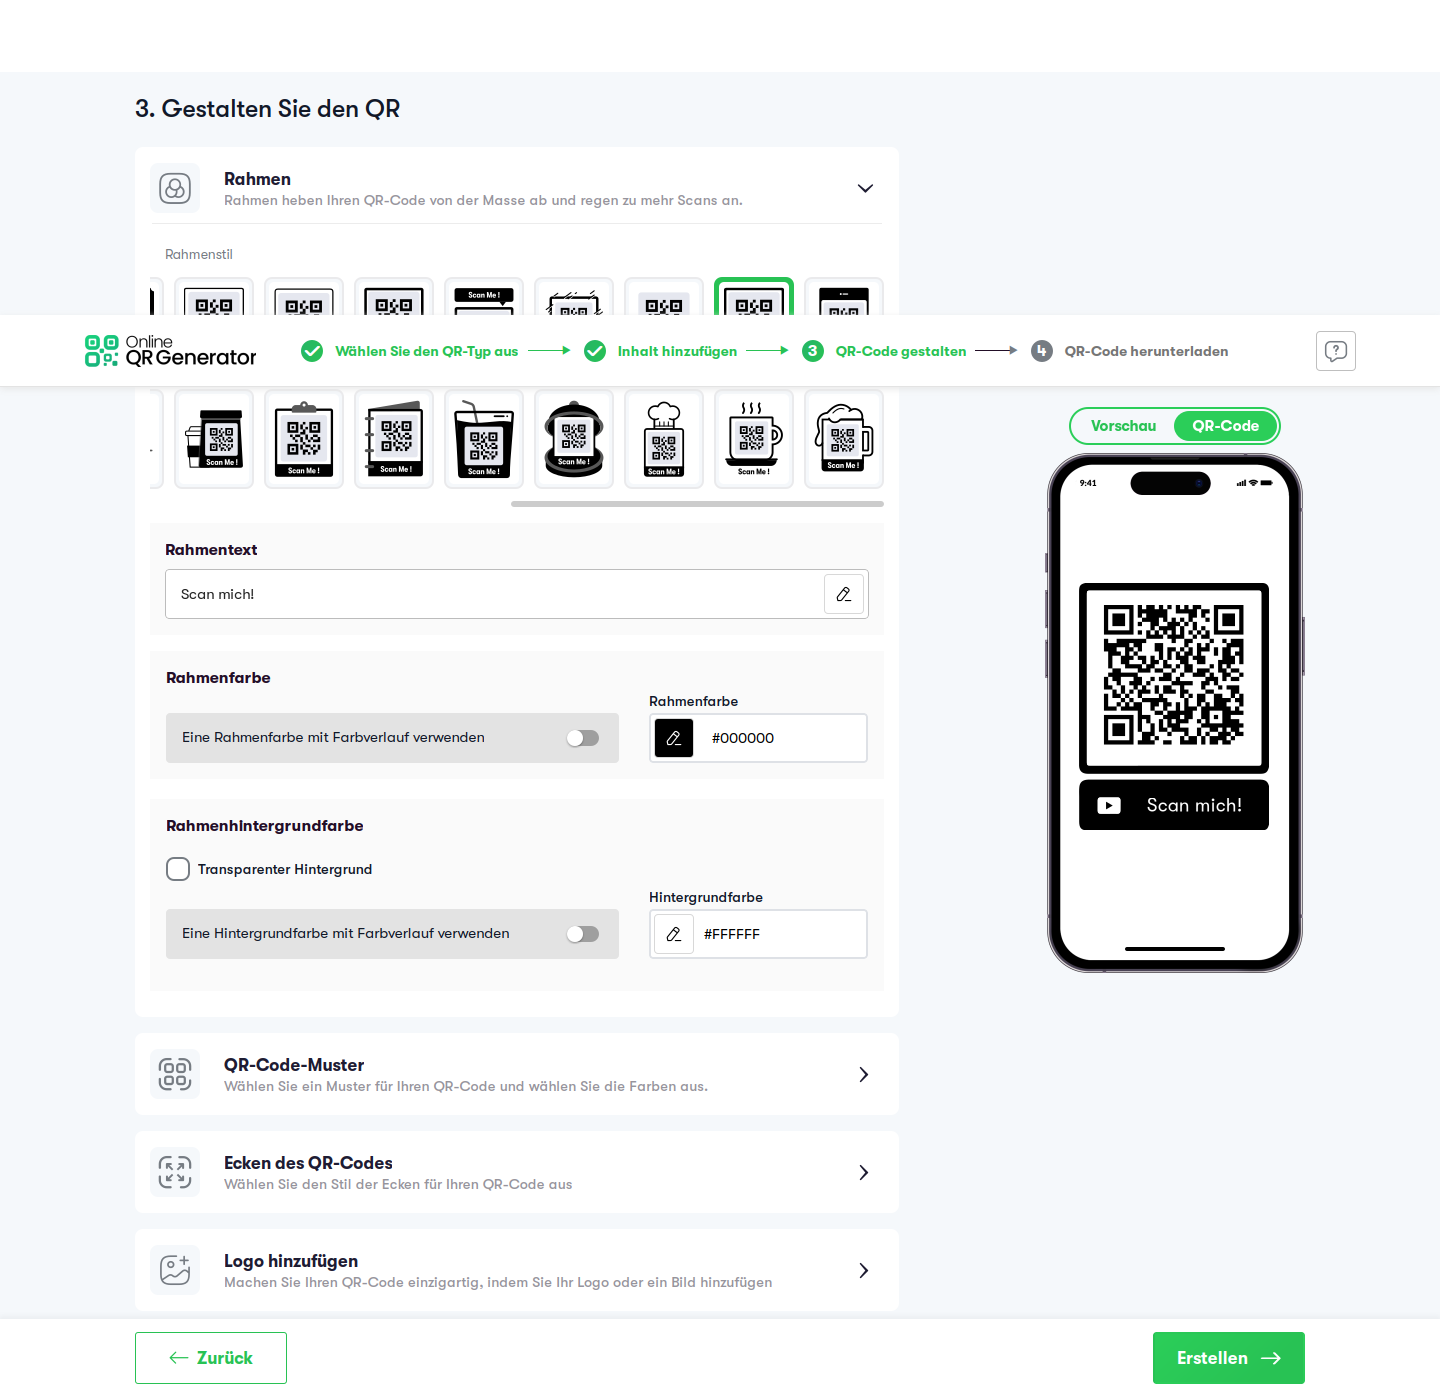 3. Gestalten Sie den QR
Rahmen
Rahmen heben Ihren QR-Code von der Masse ab und regen zu mehr Scans an.
Rahmenstil
Scan Me !
Online
QR Generator
Wählen Sie den QR-Typ aus
Inhalt hinzufügen
3 QR-Code gestalten
4 QR-Code herunterladen
Scan Me !
Scan Me !
Scan Me !
Scan Me !
Scan Me !
Scan Me !
Scan Me !
Scan Me !
Vorschau
QR-Code
9:41
Rahmentext
Scan mich!
Rahmenfarbe
Rahmenfarbe
Eine Rahmenfarbe mit Farbverlauf verwenden
#000000
Scan mich!
Rahmenhintergrundfarbe
Transparenter Hintergrund
Hintergrundfarbe
Eine Hintergrundfarbe mit Farbverlauf verwenden
#FFFFFF
QR-Code-Muster
Wählen Sie ein Muster für Ihren QR-Code und wählen Sie die Farben aus.
Ecken des QR-Codes
Wählen Sie den Stil der Ecken für Ihren QR-Code aus
Logo hinzufügen
Machen Sie Ihren QR-Code einzigartig, indem Sie Ihr Logo oder ein Bild hinzufügen
Zurück
Erstellen